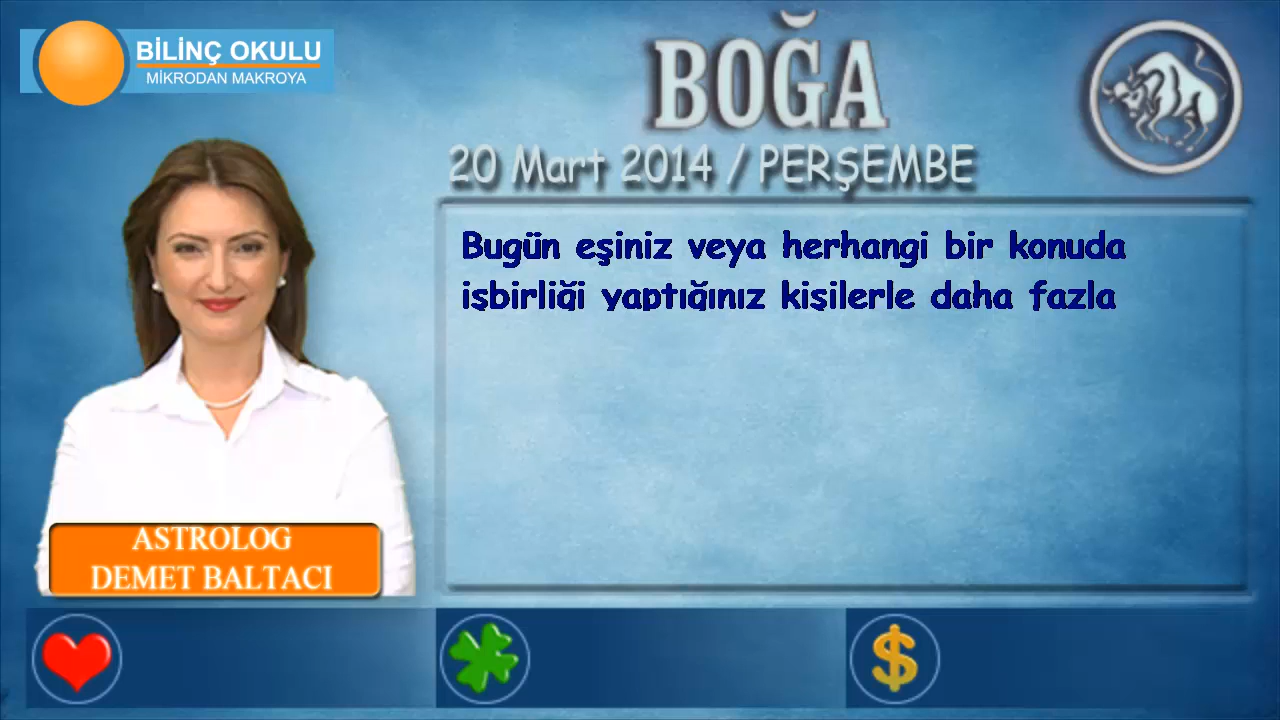 BİLİNÇ OKULU
MİKRODAN MAKROYA
BOĞA
20 Mart 2014 / PERŞEMBE
Bugün eşiniz veya herhangi bir konuda
işbirliği yaptığınız kişilerle daha fazla
ASTROLOG
DEMET BALTACI